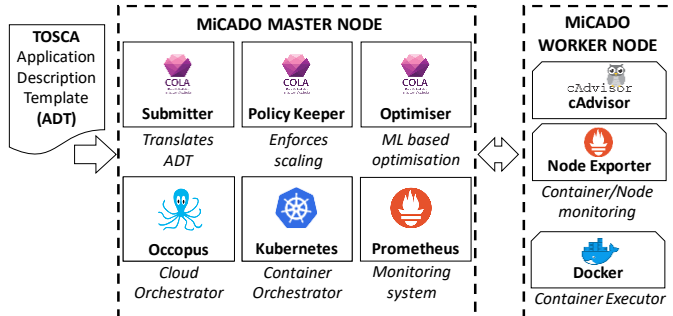 TOSCA
Application
Description
Template
(ADT)
MiCADO MASTER NODE
COLA
Submitter
Translates
ADT
COLA
Policy Keeper
Enforces
scaling
COLA
Optimiser
ML based
optimisation
Occopus
Cloud
Orchestrator
Kubernetes
Container
Orchestrator
Prometheus
Monitoring
system
MiCADO
WORKER NODE
cAdvisor
cAdvisor
Node Exporter
Container/Node
monitoring
Docker
Container Executor